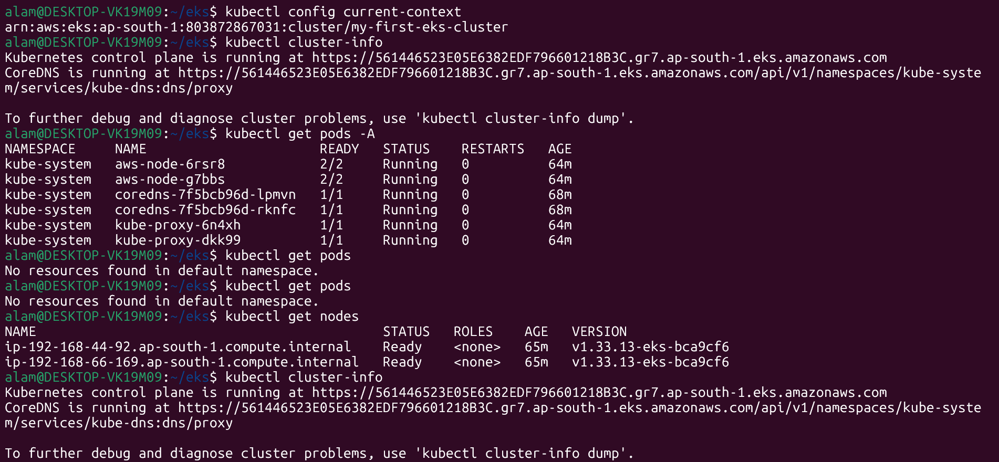 alam@DESKTOP-VK19M09:~/eks$ kubectl config current-context
arn:aws:eks:ap-south-1:803872867031:cluster/my-first-eks-cluster
alam@DESKTOP-VK19M09:~/eks$ kubectl cluster-info
Kubernetes control plane is running at https://561446523E05E6382EDF796601218B3C.gr7.ap-south-1.eks.amazonaws.com
CoreDNS is running at https://561446523E05E6382EDF796601218B3C.gr7.ap-south-1.eks.amazonaws.com/api/v1/namespaces/kube-syste
m/services/kube-dns:dns/proxy

To further debug and diagnose cluster problems, use 'kubectl cluster-info dump'.
alam@DESKTOP-VK19M09:~/eks$ kubectl get pods -A
NAMESPACE     NAME                      READY   STATUS    RESTARTS   AGE
kube-system   aws-node-6rsr8            2/2     Running   0          64m
kube-system   aws-node-g7bbs            2/2     Running   0          64m
kube-system   coredns-7f5bcb96d-lpmvn   1/1     Running   0          68m
kube-system   coredns-7f5bcb96d-rknfc   1/1     Running   0          68m
kube-system   kube-proxy-6n4xh          1/1     Running   0          64m
kube-system   kube-proxy-dkk99          1/1     Running   0          64m
alam@DESKTOP-VK19M09:~/eks$ kubectl get pods
No resources found in default namespace.
alam@DESKTOP-VK19M09:~/eks$ kubectl get pods
No resources found in default namespace.
alam@DESKTOP-VK19M09:~/eks$ kubectl get nodes
NAME                                            STATUS   ROLES    AGE   VERSION
ip-192-168-44-92.ap-south-1.compute.internal    Ready    <none>   65m   v1.33.13-eks-bca9cf6
ip-192-168-66-169.ap-south-1.compute.internal   Ready    <none>   65m   v1.33.13-eks-bca9cf6
alam@DESKTOP-VK19M09:~/eks$ kubectl cluster-info
Kubernetes control plane is running at https://561446523E05E6382EDF796601218B3C.gr7.ap-south-1.eks.amazonaws.com
CoreDNS is running at https://561446523E05E6382EDF796601218B3C.gr7.ap-south-1.eks.amazonaws.com/api/v1/namespaces/kube-syste
m/services/kube-dns:dns/proxy

To further debug and diagnose cluster problems, use 'kubectl cluster-info dump'.